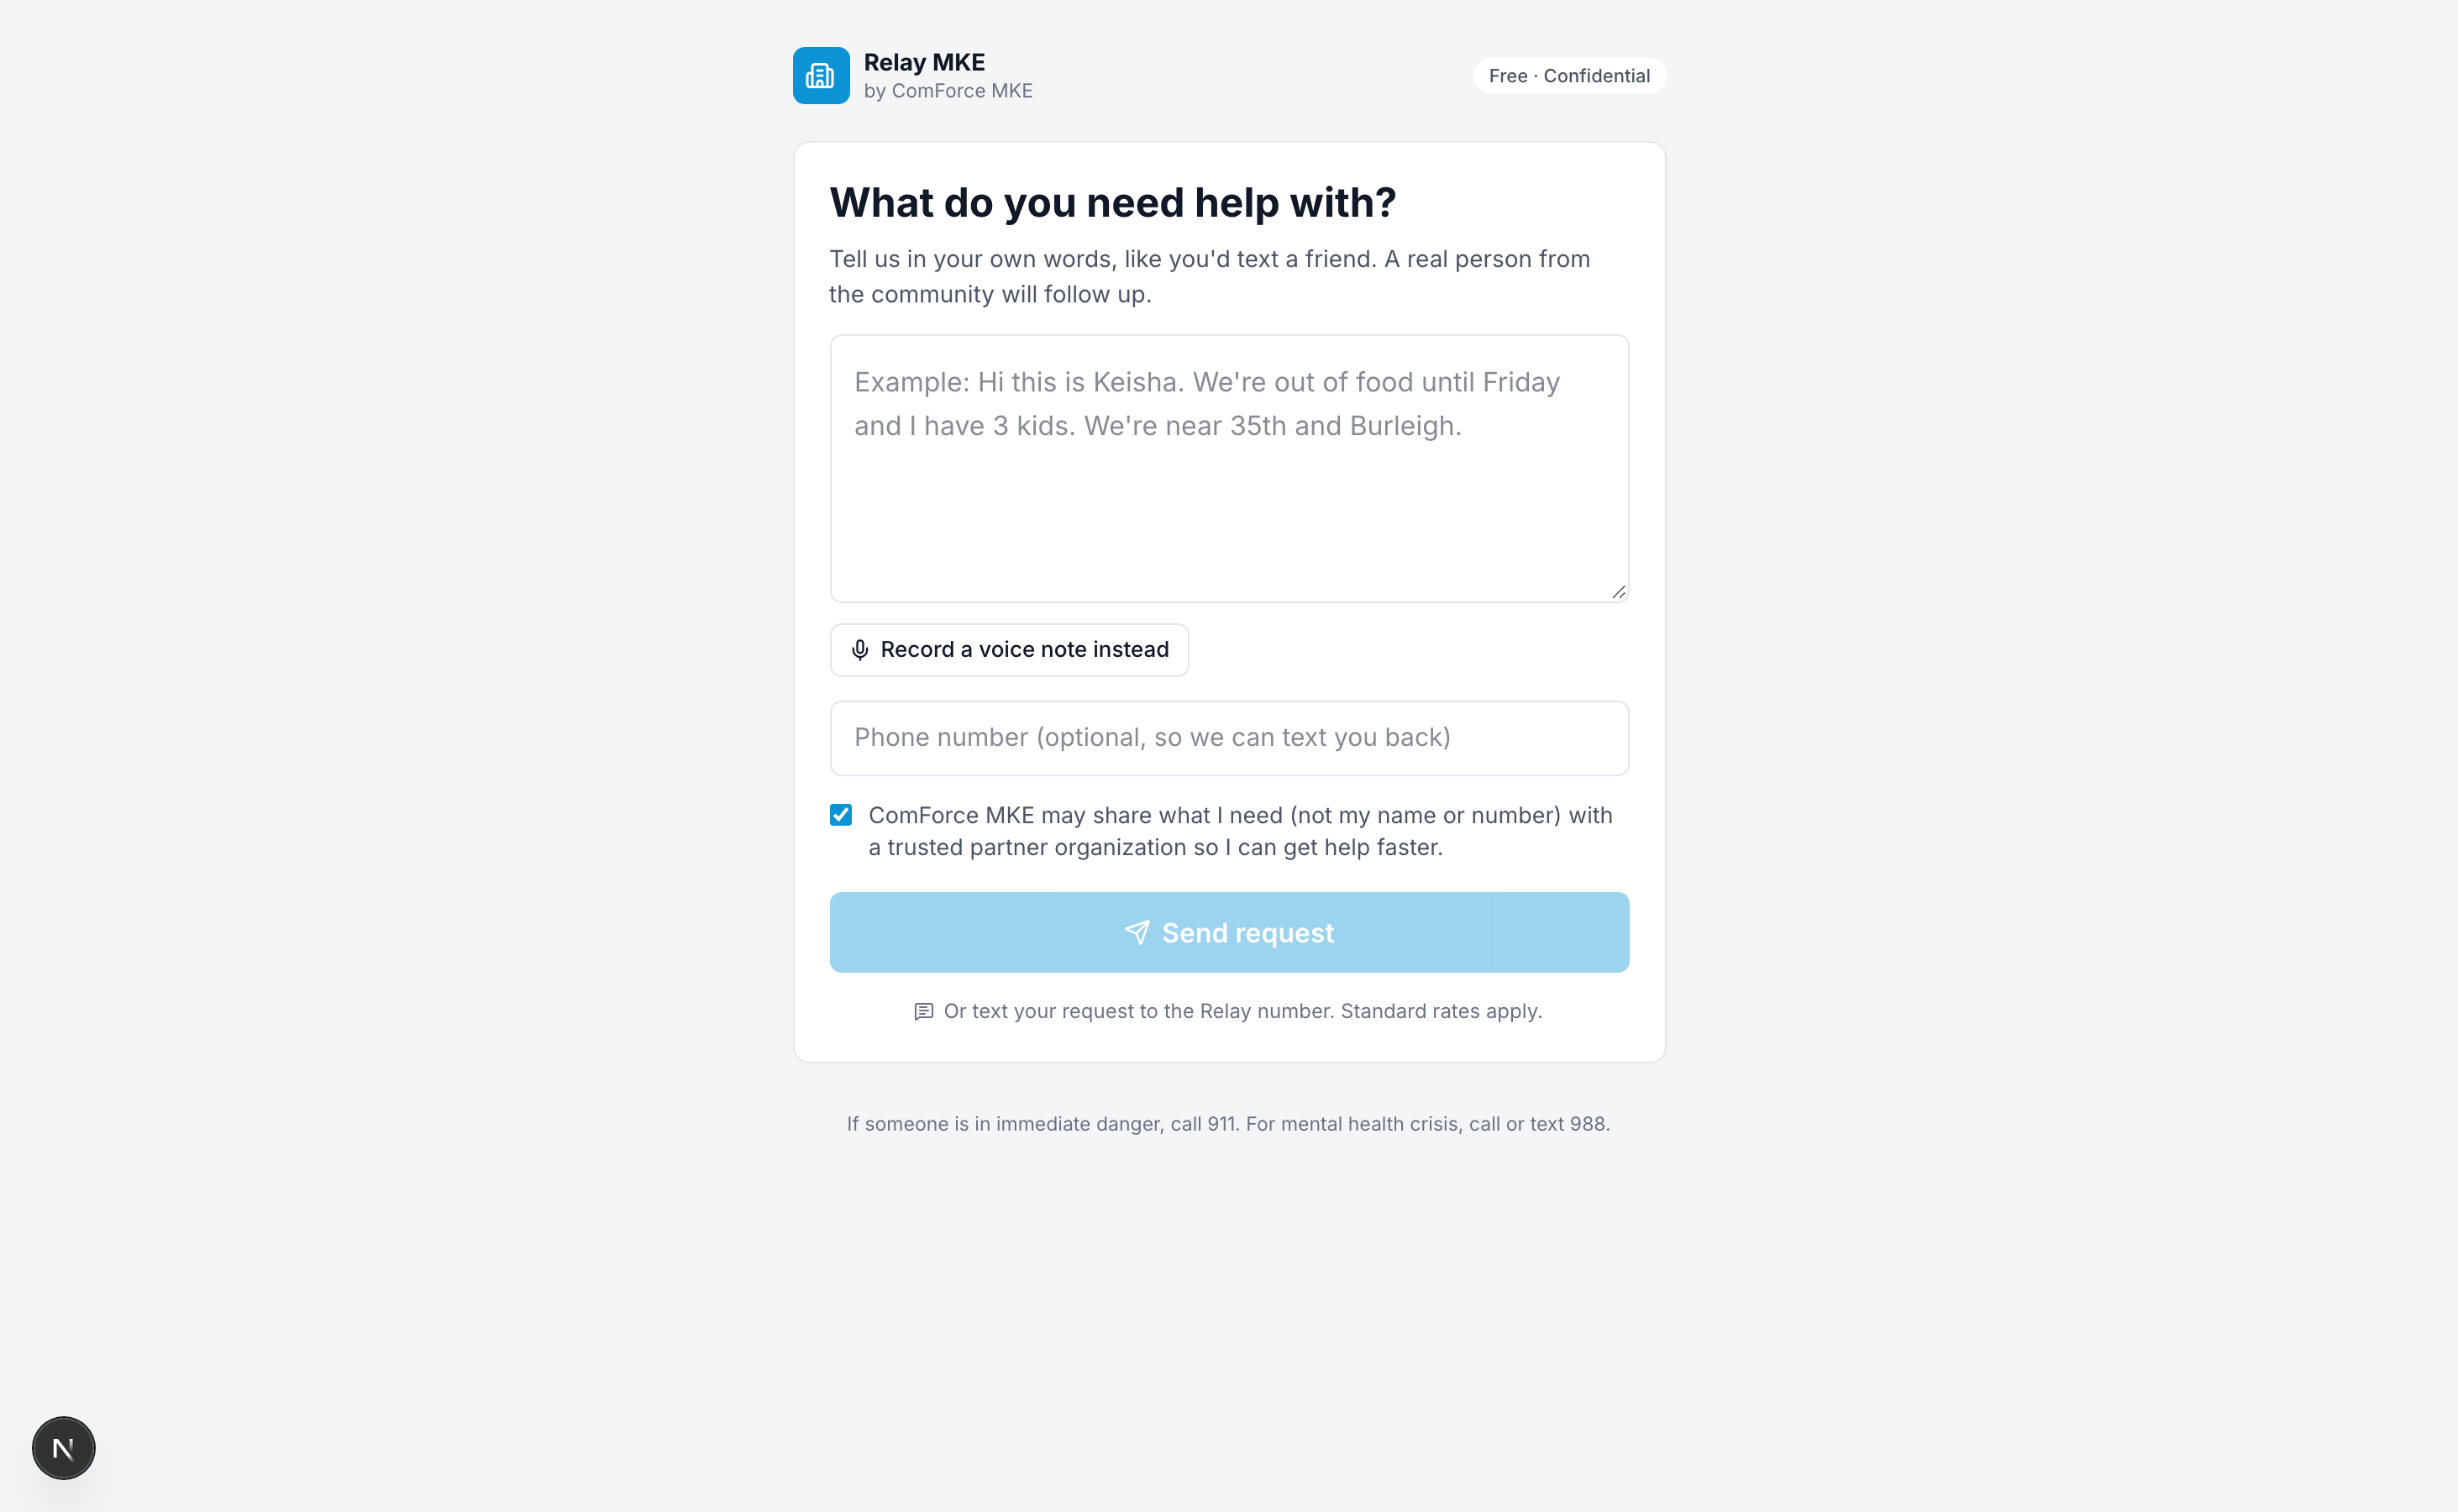 Relay MKE
by ComForce MKE
Free · Confidential
What do you need help with?
Tell us in your own words, like you'd text a friend. A real person from
the community will follow up.
Example: Hi this is Keisha. We're out of food until Friday
and I have 3 kids. We're near 35th and Burleigh.
Record a voice note instead
Phone number (optional, so we can text you back)
ComForce MKE may share what I need (not my name or number) with
a trusted partner organization so I can get help faster.
Send request
Or text your request to the Relay number. Standard rates apply.
If someone is in immediate danger, call 911. For mental health crisis, call or text 988.
N